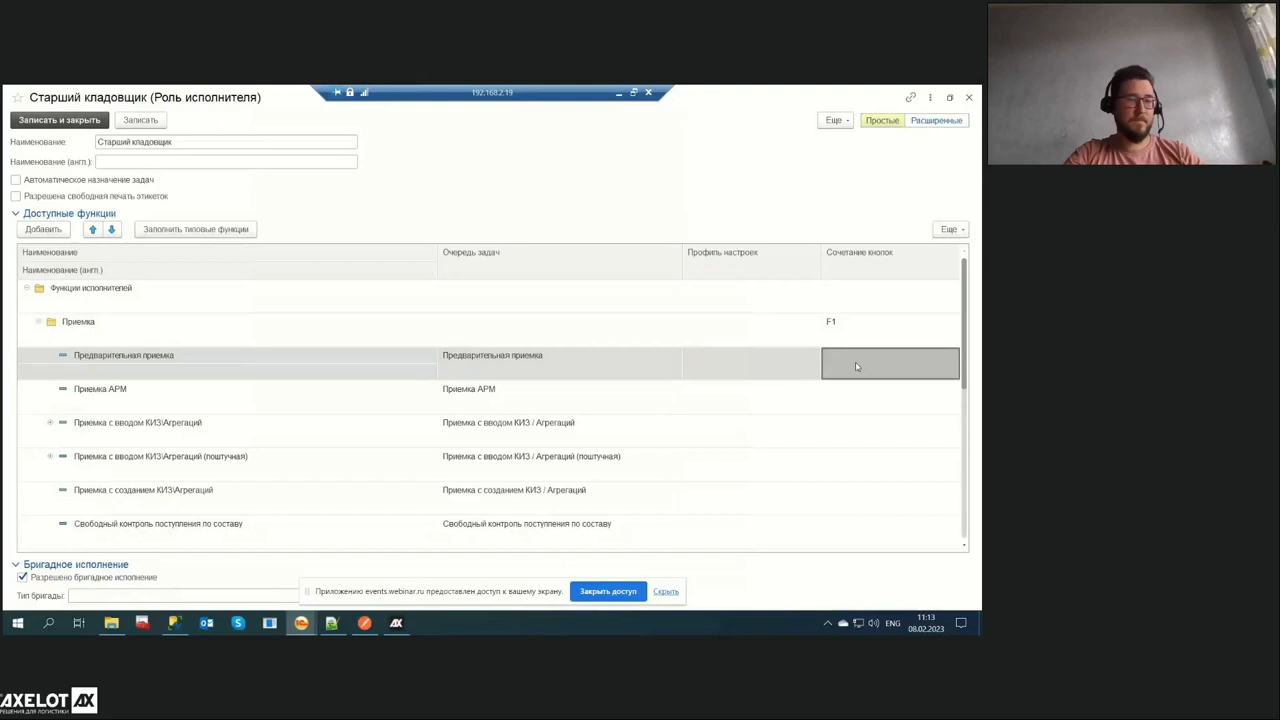 192.168.2.19
Старший кладовщик (Роль исполнителя)
Записать и закрыть
Записать
Еще
Простые
Расширенные
Наименование:
Старший кладовщик
Наименование (англ.):
Автоматическое назначение задач
Разрешена свободная печать этикеток
Доступные функции
Добавить
Заполнить типовые функции
Еще
Наименование
Очередь задач
Профиль настроек
Сочетание кнопок
Наименование (англ.)
Функции исполнителей
Приемка
F1
Предварительная приемка
Предварительная приемка
Приемка АРМ
Приемка АРМ
Приемка с вводом КИЗ\Агрегаций
Приемка с вводом КИЗ / Агрегаций
Приемка с вводом КИЗ\Агрегаций (поштучная)
Приемка с вводом КИЗ / Агрегаций (поштучная)
Приемка с созданием КИЗ\Агрегаций
Приемка с созданием КИЗ / Агрегаций
Свободный контроль поступления по составу
Свободный контроль поступления по составу
Бригадное исполнение
Разрешено бригадное исполнение
Тип бригады:
Приложению events.webinar.ru предоставлен доступ к вашему экрану.
Закрыть доступ
Скрыть
ENG
11:13
08.02.2023
AXELOT AX
РЕШЕНИЯ ДЛЯ ЛОГИСТИКИ